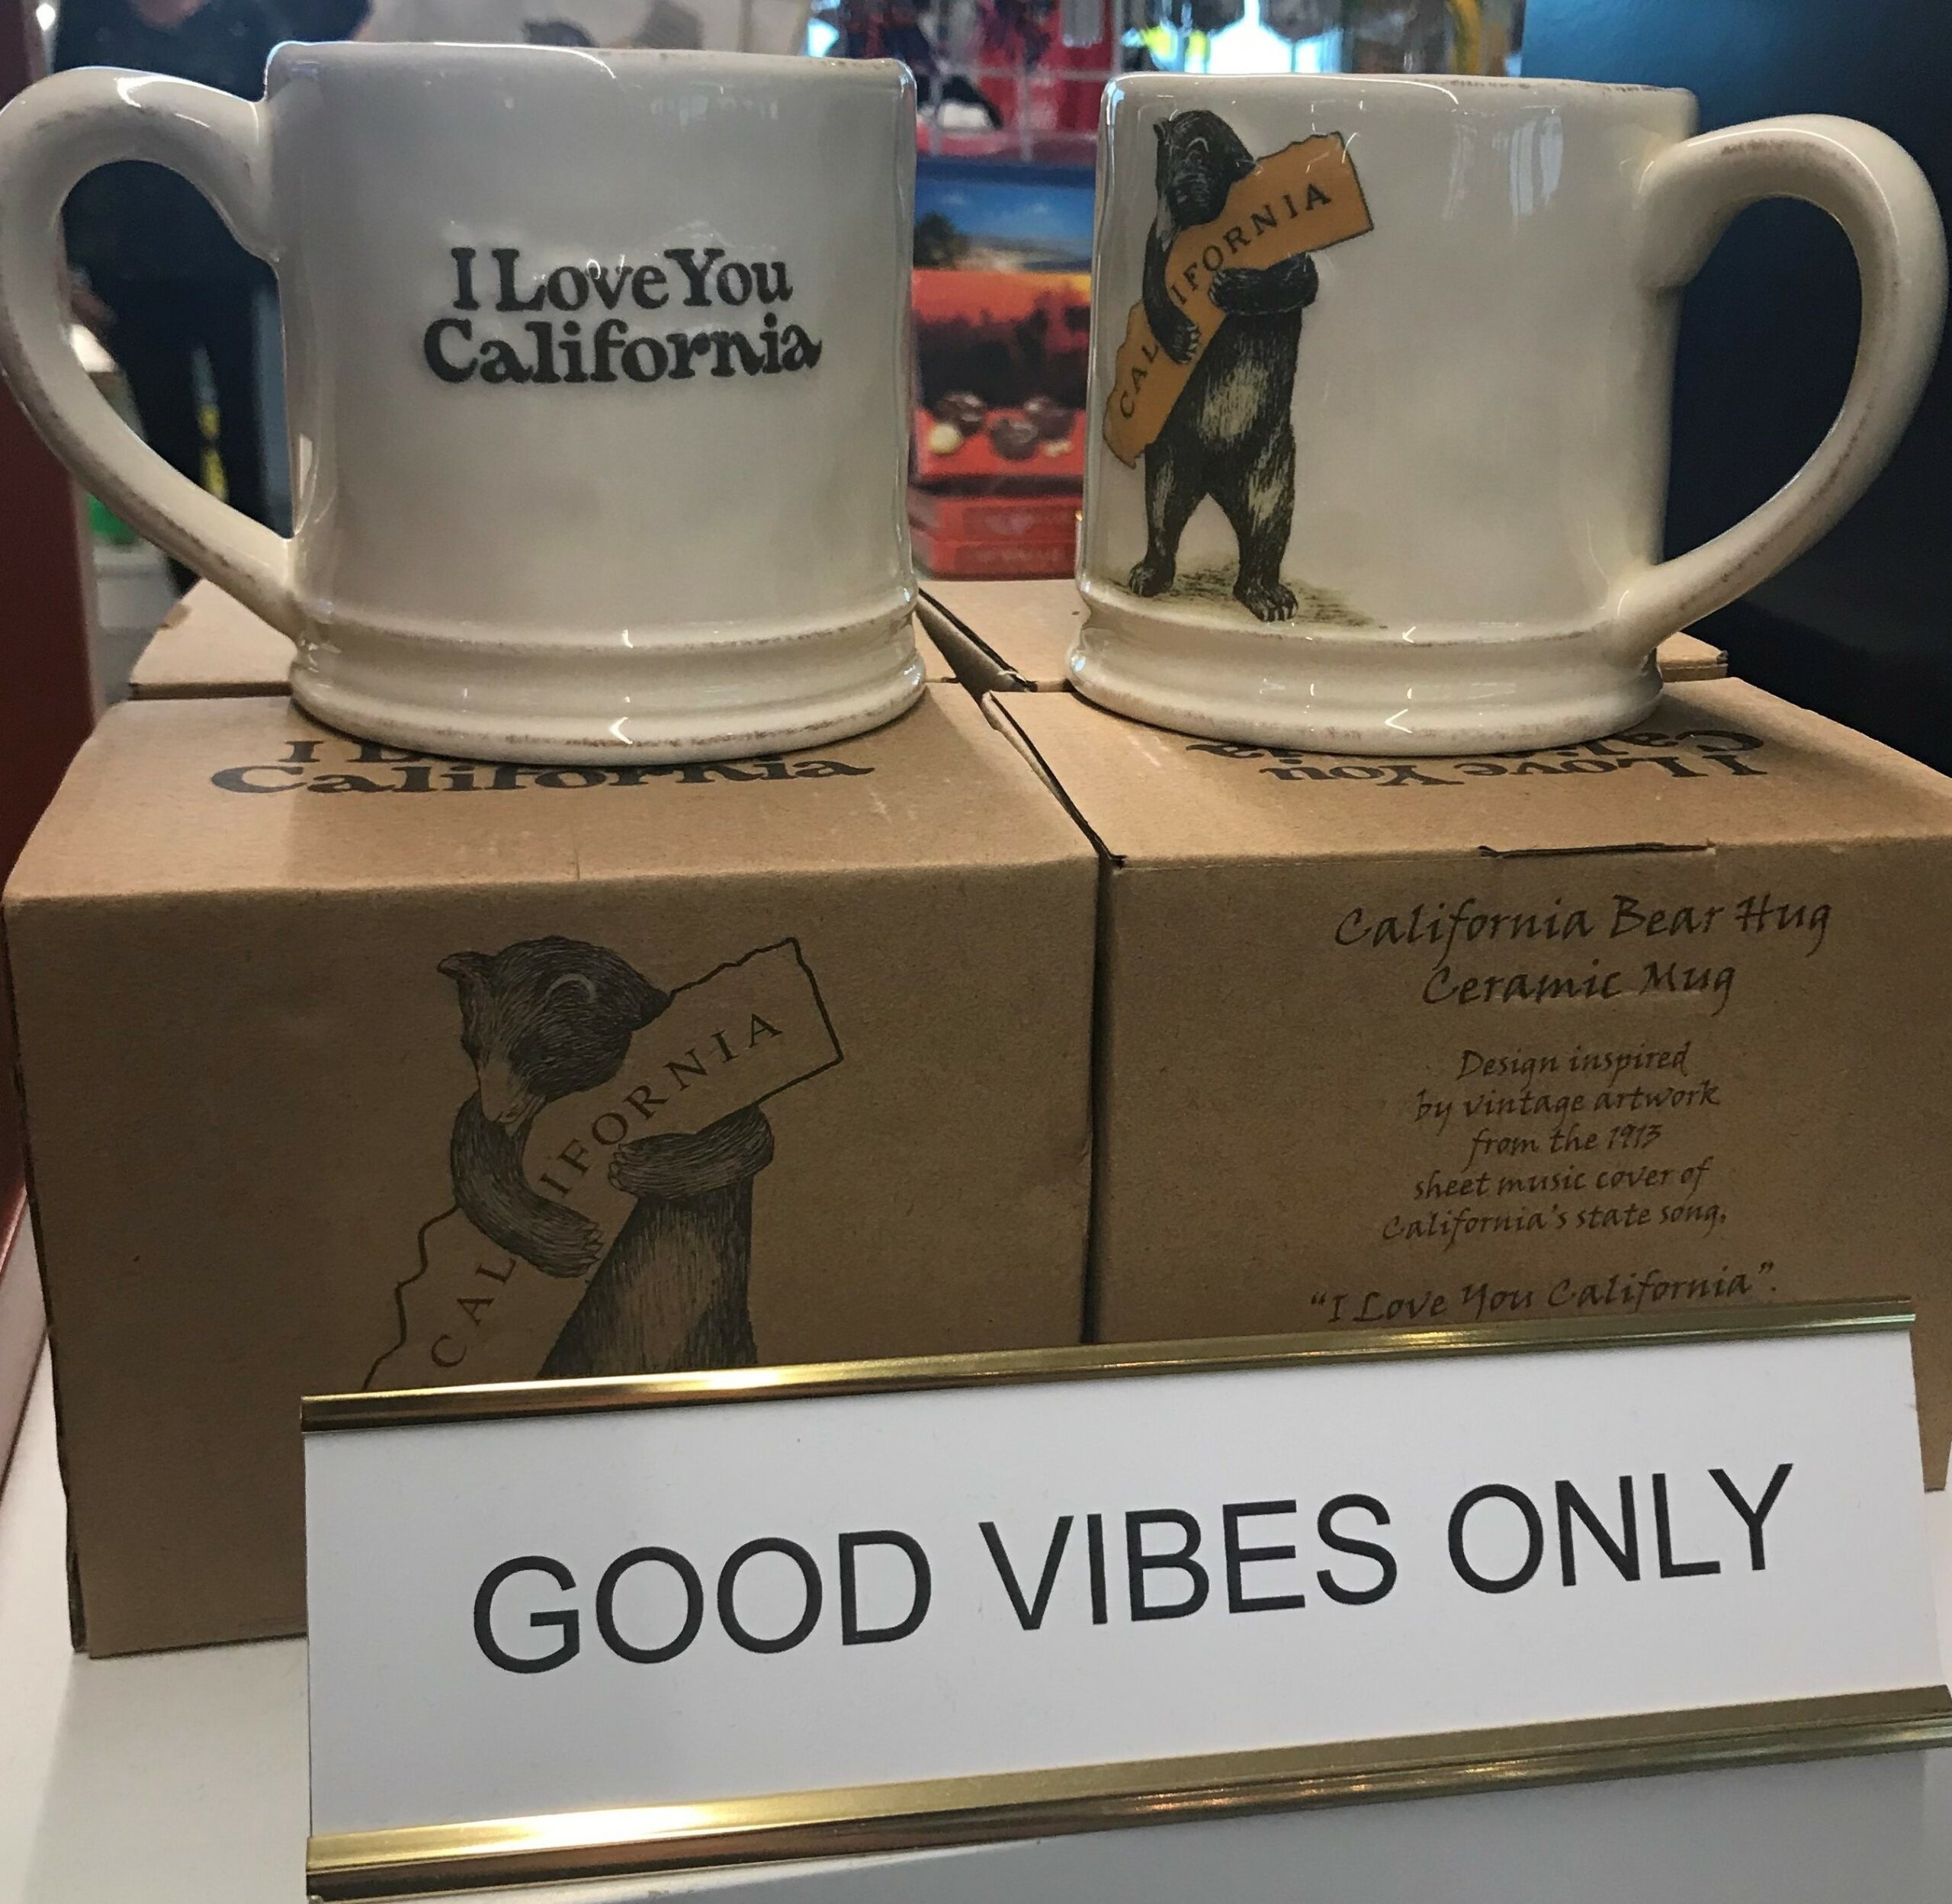 I Love You
California
CALIFORNIA
I
California
I Love You
CALIFORNIA
California Bear Hug
Ceramic Mug
Design inspired
by vintage artwork
from the 1913
sheet music cover of
California's state song,
"I Love You California".
GOOD VIBES ONLY